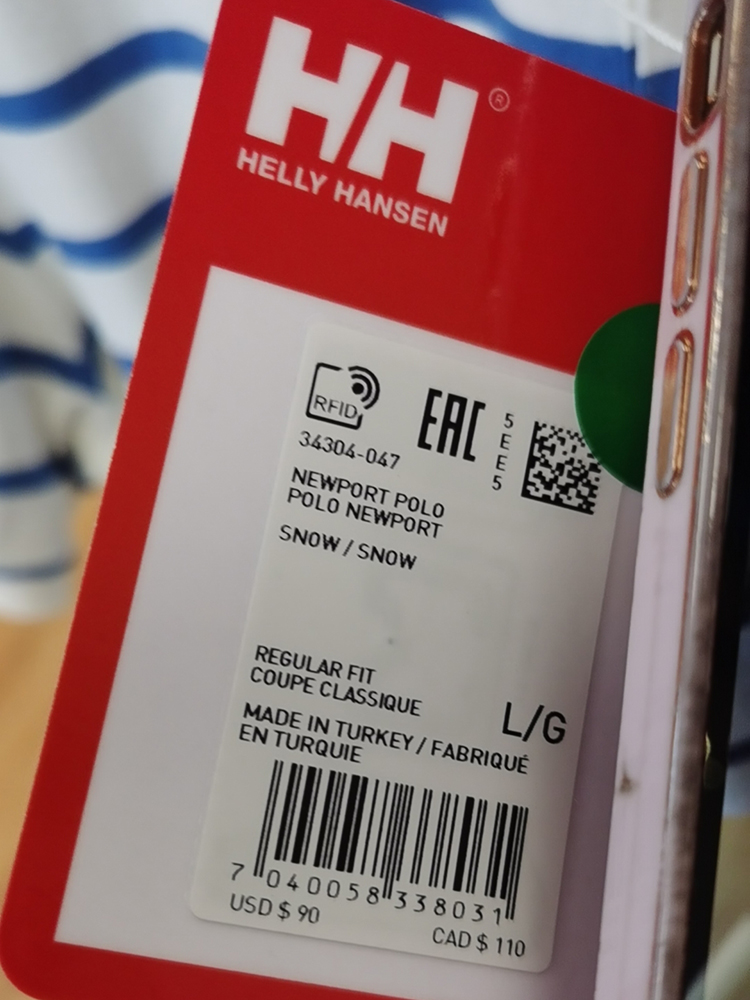 HH®
HELLY HANSEN
RFID
EAC
5
E
E
5
34304-047
NEWPORT POLO
POLO NEWPORT
SNOW / SNOW
REGULAR FIT
COUPE CLASSIQUE
L/G
MADE IN TURKEY / FABRIQUÉ
EN TURQUIE
7 040058 338031
USD $ 90
CAD $ 110